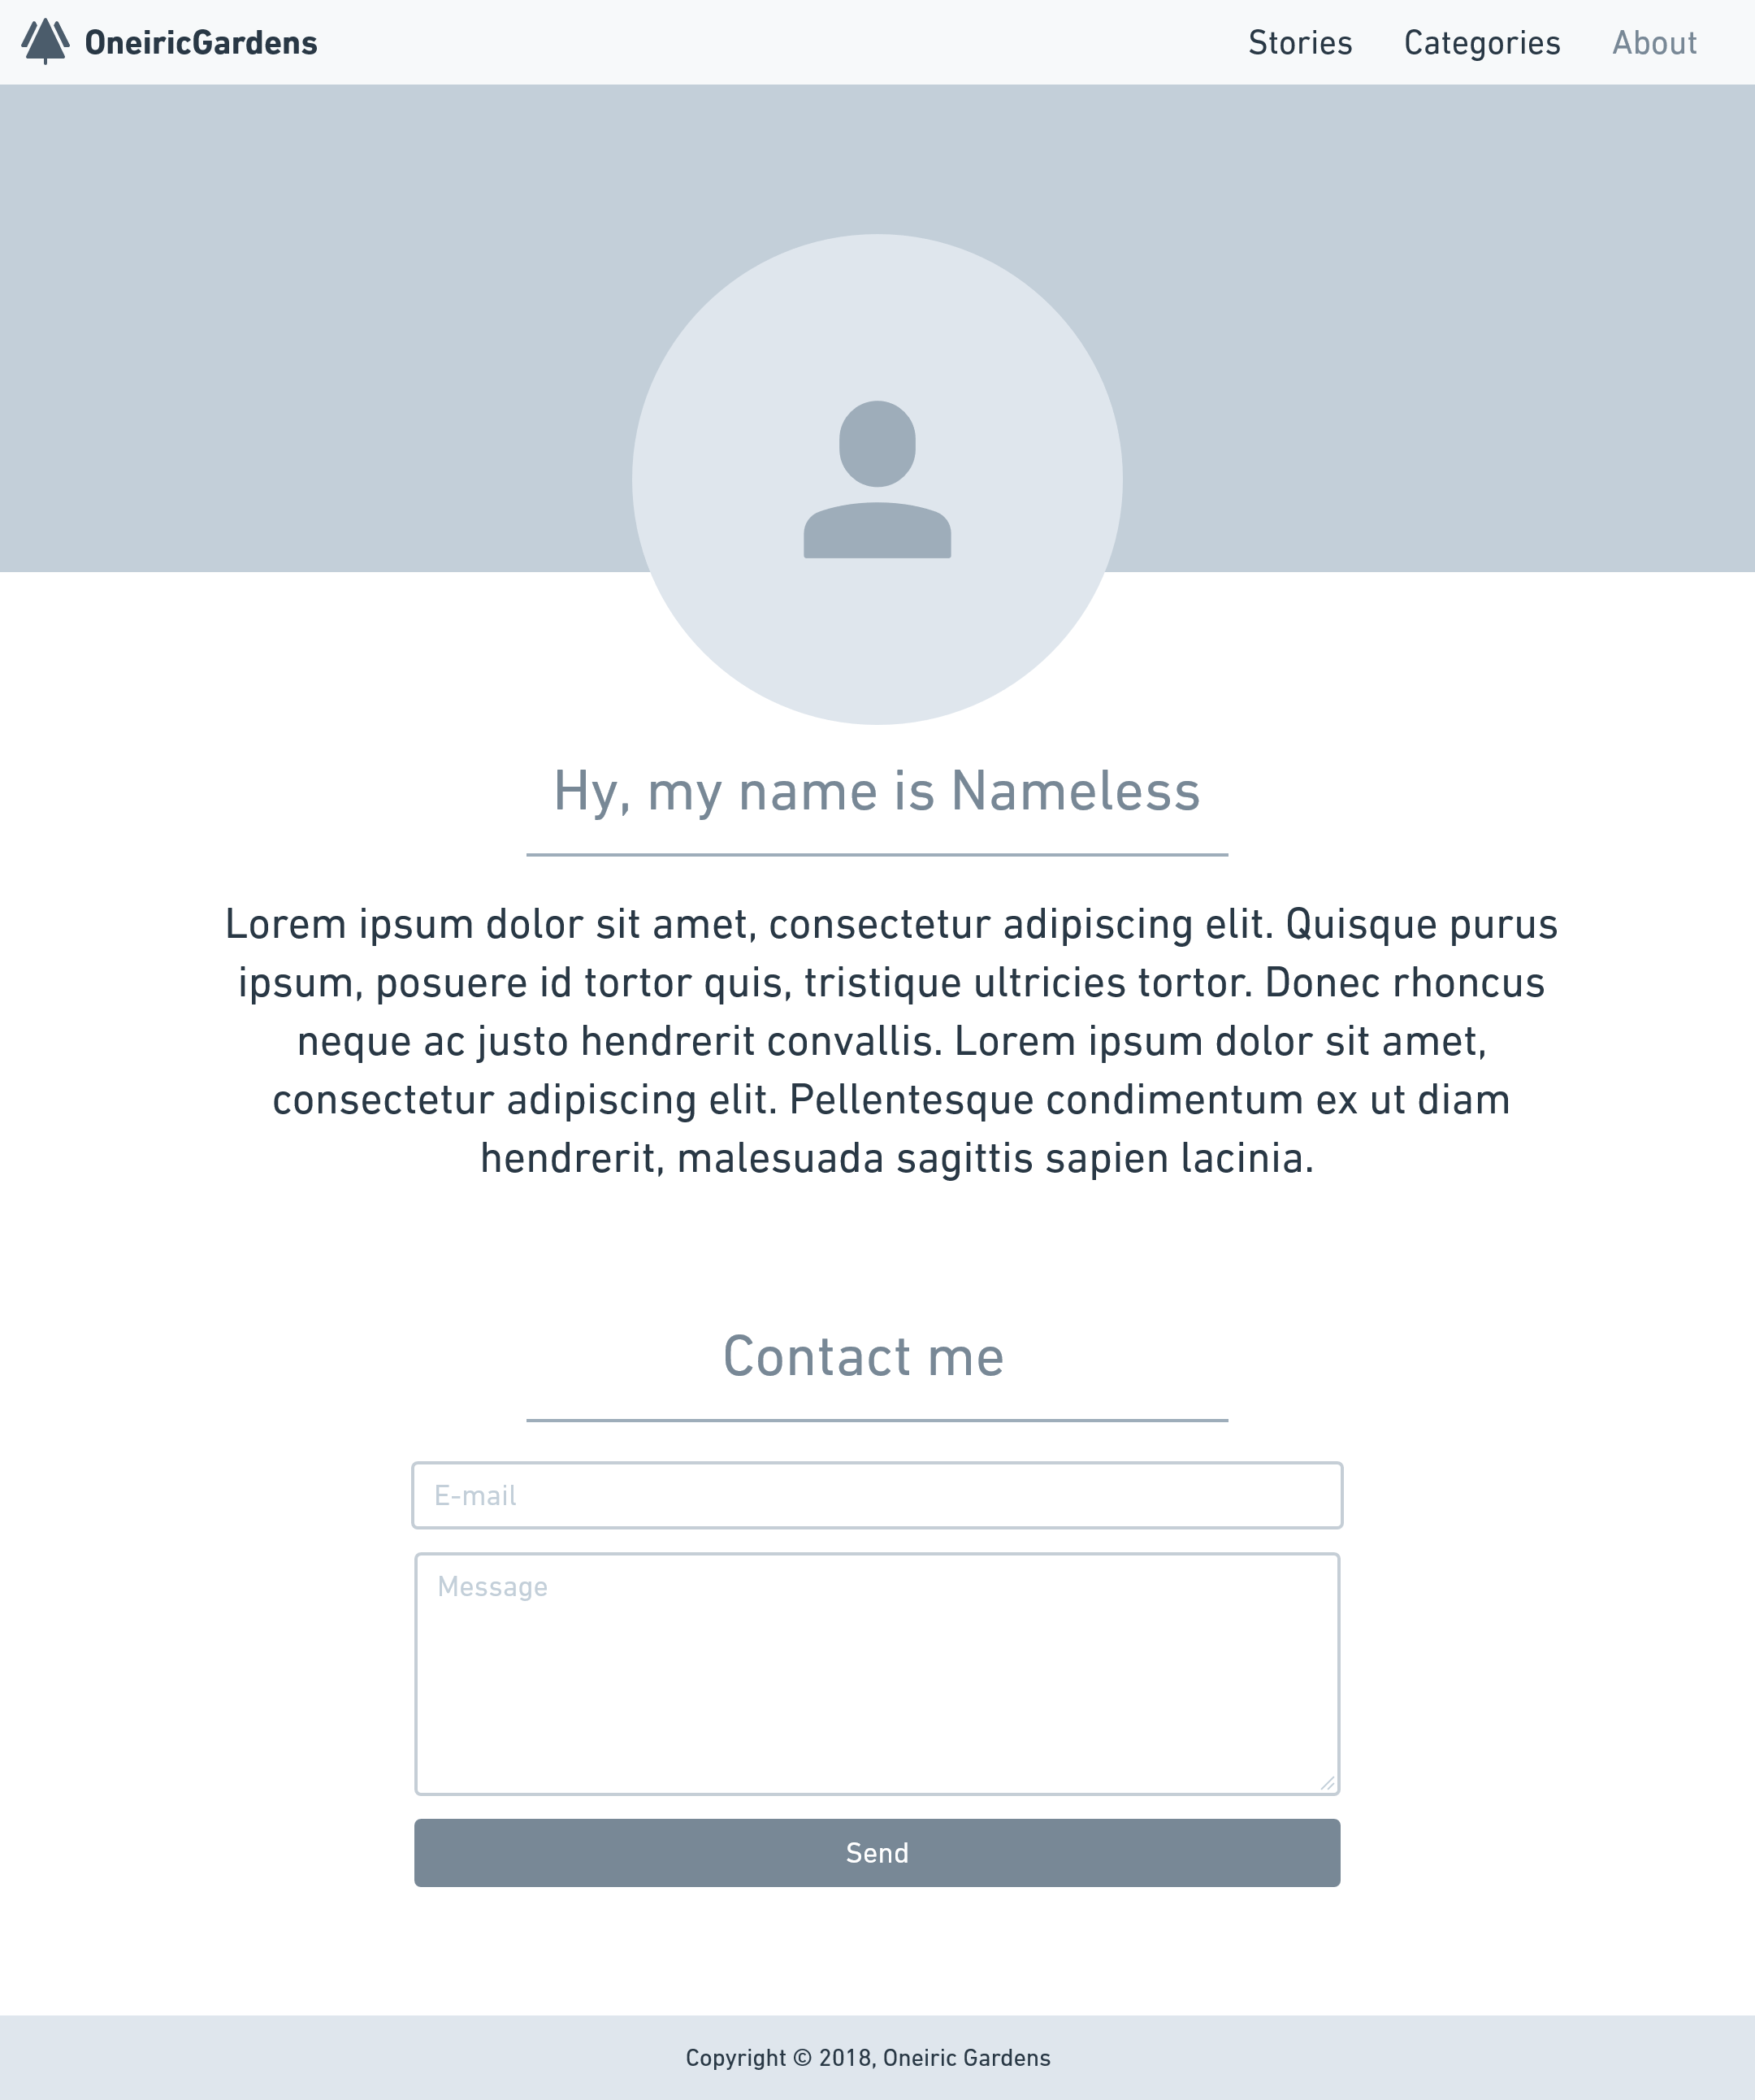 OneiricGardens
Stories Categories About
Hy, my name is Nameless
Lorem ipsum dolor sit amet, consectetur adipiscing elit. Quisque purus
ipsum, posuere id tortor quis, tristique ultricies tortor. Donec rhoncus
neque ac justo hendrerit convallis. Lorem ipsum dolor sit amet,
consectetur adipiscing elit. Pellentesque condimentum ex ut diam
hendrerit, malesuada sagittis sapien lacinia.
Contact me
E-mail
Message
Send
Copyright © 2018, Oneiric Gardens